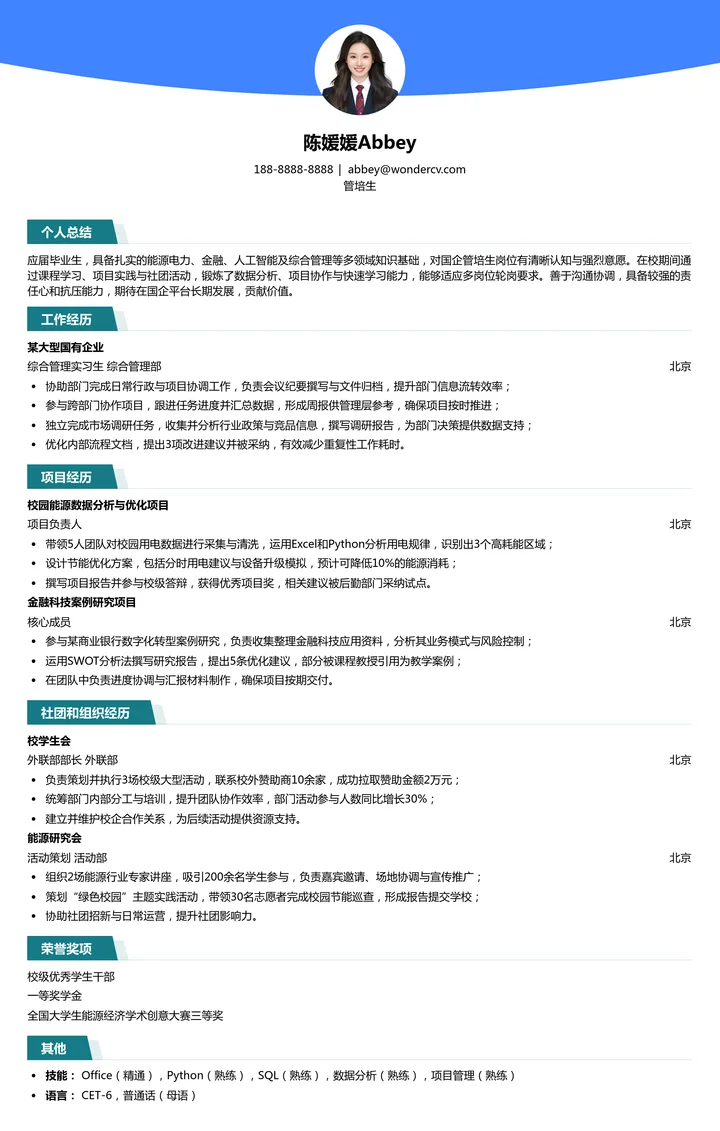 陈媛媛Abbey
188-8888-8888 | abbey@wondercv.com
管培生
个人总结
应届毕业生，具备扎实的能源电力、金融、人工智能及综合管理等多领域知识基础，对国企管培生岗位有清晰认知与强烈意愿。在校期间通
过课程学习、项目实践与社团活动，锻炼了数据分析、项目协作与快速学习能力，能够适应多岗位轮岗要求。善于沟通协调，具备较强的责
任心和抗压能力，期待在国企平台长期发展，贡献价值。
工作经历
某大型国有企业
综合管理实习生 综合管理部 北京
• 协助部门完成日常行政与项目协调工作，负责会议纪要撰写与文件归档，提升部门信息流转效率；
• 参与跨部门协作项目，跟进任务进度并汇总数据，形成周报供管理层参考，确保项目按时推进；
• 独立完成市场调研任务，收集并分析行业政策与竞品信息，撰写调研报告，为部门决策提供数据支持；
• 优化内部流程文档，提出3项改进建议并被采纳，有效减少重复性工作耗时。
项目经历
校园能源数据分析与优化项目
项目负责人 北京
• 带领5人团队对校园用电数据进行采集与清洗，运用Excel和Python分析用电规律，识别出3个高耗能区域；
• 设计节能优化方案，包括分时用电建议与设备升级模拟，预计可降低10%的能源消耗；
• 撰写项目报告并参与校级答辩，获得优秀项目奖，相关建议被后勤部门采纳试点。
金融科技案例研究项目
核心成员 北京
• 参与某商业银行数字化转型案例研究，负责收集整理金融科技应用资料，分析其业务模式与风险控制；
• 运用SWOT分析法撰写研究报告，提出5条优化建议，部分被课程教授引用为教学案例；
• 在团队中负责进度协调与汇报材料制作，确保项目按期交付。
社团和组织经历
校学生会
外联部部长 外联部 北京
• 负责策划并执行3场校级大型活动，联系校外赞助商10余家，成功拉取赞助金额2万元；
• 统筹部门内部分工与培训，提升团队协作效率，部门活动参与人数同比增长30%；
• 建立并维护校企合作关系，为后续活动提供资源支持。
能源研究会
活动策划 活动部 北京
• 组织2场能源行业专家讲座，吸引200余名学生参与，负责嘉宾邀请、场地协调与宣传推广；
• 策划“绿色校园”主题实践活动，带领30名志愿者完成校园节能巡查，形成报告提交学校；
• 协助社团招新与日常运营，提升社团影响力。
荣誉奖项
校级优秀学生干部
一等奖学金
全国大学生能源经济学术创意大赛三等奖
其他
• 技能： Office（精通），Python（熟练），SQL（熟练），数据分析（熟练），项目管理（熟练）
• 语言： CET-6，普通话（母语）